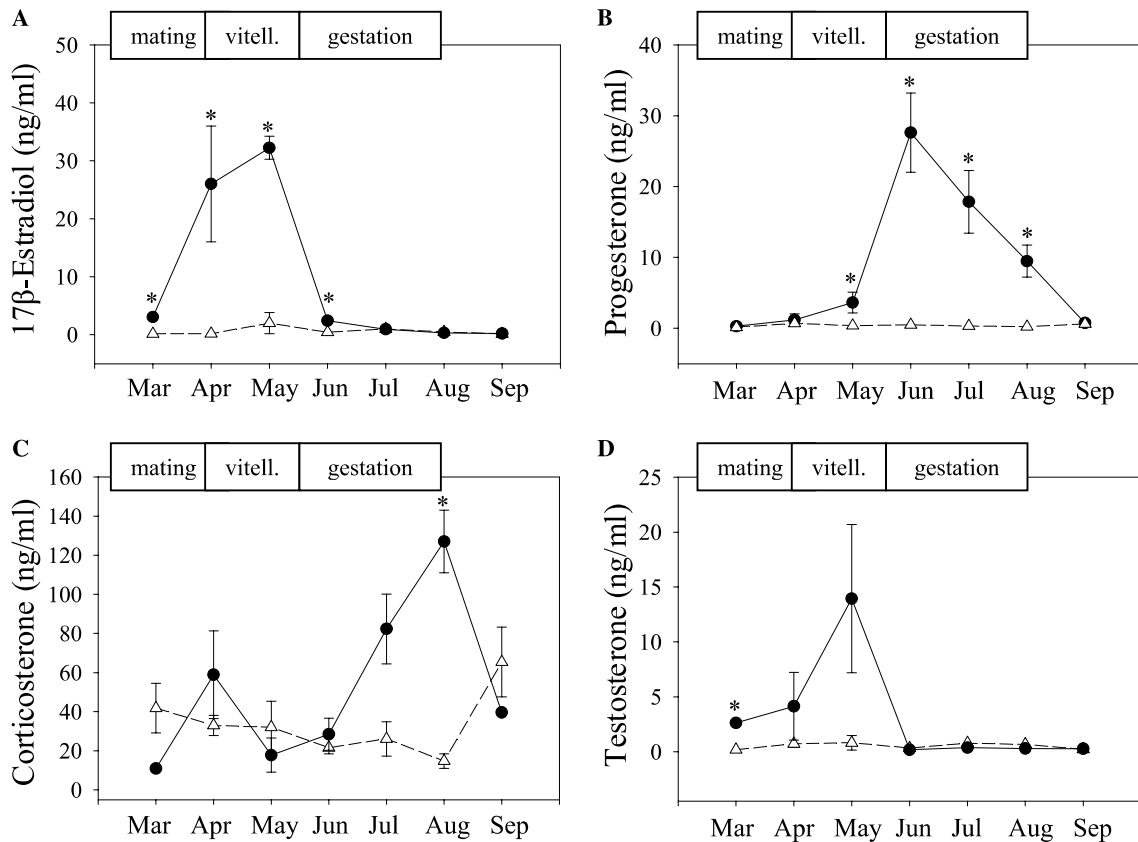 A
mating vitell. gestation
17β-Estradiol (ng/ml)
50
40
30
20
10
0
* * * *
Mar Apr May Jun Jul Aug Sep
B
mating vitell. gestation
Progesterone (ng/ml)
40
30
20
10
0
* * * *
Mar Apr May Jun Jul Aug Sep
C
mating vitell. gestation
Corticosterone (ng/ml)
160
140
120
100
80
60
40
20
0
*
Mar Apr May Jun Jul Aug Sep
D
mating vitell. gestation
Testosterone (ng/ml)
25
20
15
10
5
0
*
Mar Apr May Jun Jul Aug Sep